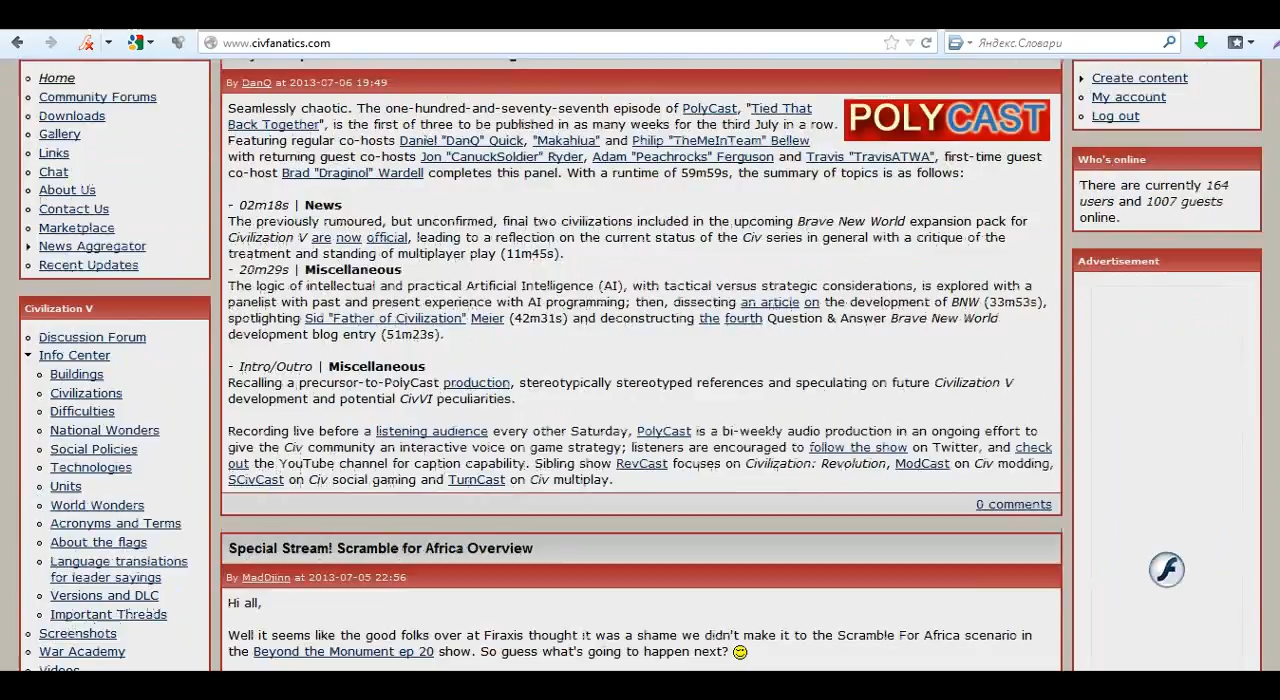 www.civfanatics.com
Яндекс.Словари
Home
Community Forums
Downloads
Gallery
Links
Chat
About Us
Contact Us
Marketplace
News Aggregator
Recent Updates
Civilization V
Discussion Forum
Info Center
Buildings
Civilizations
Difficulties
National Wonders
Social Policies
Technologies
Units
World Wonders
Acronyms and Terms
About the flags
Language translations
for leader sayings
Versions and DLC
Important Threads
Screenshots
War Academy
By DanQ at 2013-07-06 19:49
POLYCAST
Seamlessly chaotic. The one-hundred-and-seventy-seventh episode of PolyCast, "Tied That
Back Together", is the first of three to be published in as many weeks for the third July in a row.
Featuring regular co-hosts Daniel "DanQ" Quick, "Makahlua" and Philip "TheMeInTeam" Bellew
with returning guest co-hosts Jon "CanuckSoldier" Ryder, Adam "Peachrocks" Ferguson and Travis "TravisATWA", first-time guest
co-host Brad "Draginol" Wardell completes this panel. With a runtime of 59m59s, the summary of topics is as follows:
- 02m18s | News
The previously rumoured, but unconfirmed, final two civilizations included in the upcoming Brave New World expansion pack for
Civilization V are now official, leading to a reflection on the current status of the Civ series in general with a critique of the
treatment and standing of multiplayer play (11m45s).
- 20m29s | Miscellaneous
The logic of intellectual and practical Artificial Intelligence (AI), with tactical versus strategic considerations, is explored with a
panelist with past and present experience with AI programming; then, dissecting an article on the development of BNW (33m53s),
spotlighting Sid "Father of Civilization" Meier (42m31s) and deconstructing the fourth Question & Answer Brave New World
development blog entry (51m23s).
- Intro/Outro | Miscellaneous
Recalling a precursor-to-PolyCast production, stereotypically stereotyped references and speculating on future Civilization V
development and potential CivVI peculiarities.
Recording live before a listening audience every other Saturday, PolyCast is a bi-weekly audio production in an ongoing effort to
give the Civ community an interactive voice on game strategy; listeners are encouraged to follow the show on Twitter, and check
out the YouTube channel for caption capability. Sibling show RevCast focuses on Civilization: Revolution, ModCast on Civ modding,
SCivCast on Civ social gaming and TurnCast on Civ multiplay.
0 comments
Special Stream! Scramble for Africa Overview
By MadDjinn at 2013-07-05 22:56
Hi all,
Well it seems like the good folks over at Firaxis thought it was a shame we didn't make it to the Scramble For Africa scenario in
the Beyond the Monument ep 20 show. So guess what's going to happen next?
Create content
My account
Log out
Who's online
There are currently 164
users and 1007 guests
online.
Advertisement